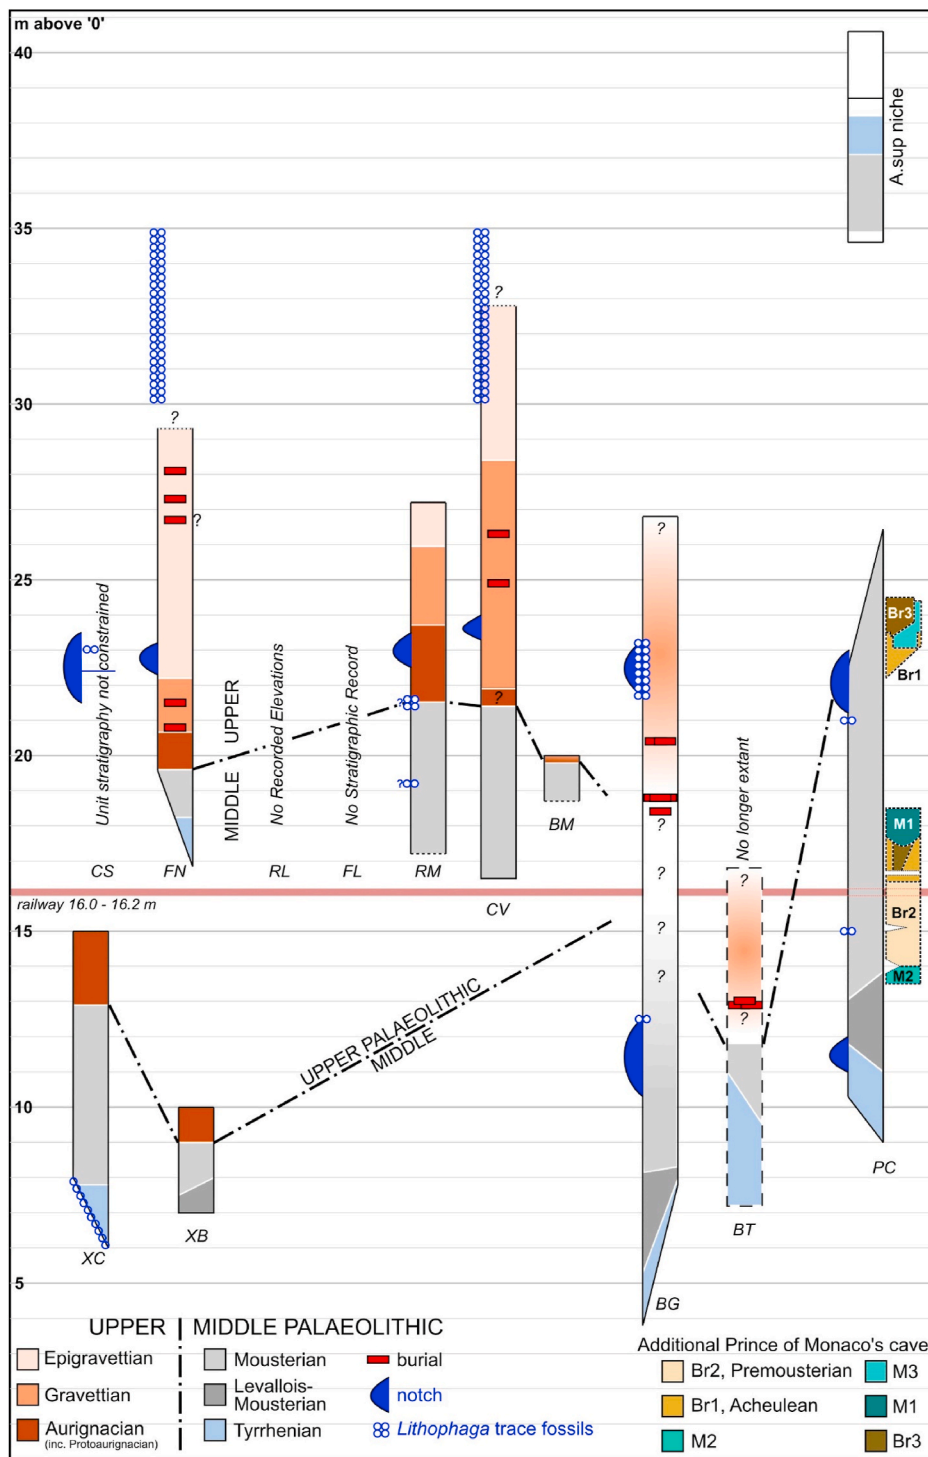 m above '0'
40
A.sup niche
35
?
30
?
?
?
25
Br3
Br1
Unit stratigraphy not constrained
MIDDLE UPPER
No Recorded Elevations
No Stratigraphic Record
?
?
?
20
No longer extant
?
M1
CS
FN
RL
FL
RM
BM
?
?
railway 16.0 - 16.2 m
CV
Br2
?
15
?
M2
UPPER PALAEOLITHIC
MIDDLE
?
10
PC
XB
XC
BT
5
BG
UPPER
MIDDLE PALAEOLITHIC
Additional Prince of Monaco's cave
Epigravettian
Mousterian
burial
Br2, Premousterian
M3
Gravettian
Levallois-
Mousterian
notch
Br1, Acheulean
M1
Aurignacian
(inc. Protoaurignacian)
Tyrrhenian
Lithophaga trace fossils
M2
Br3